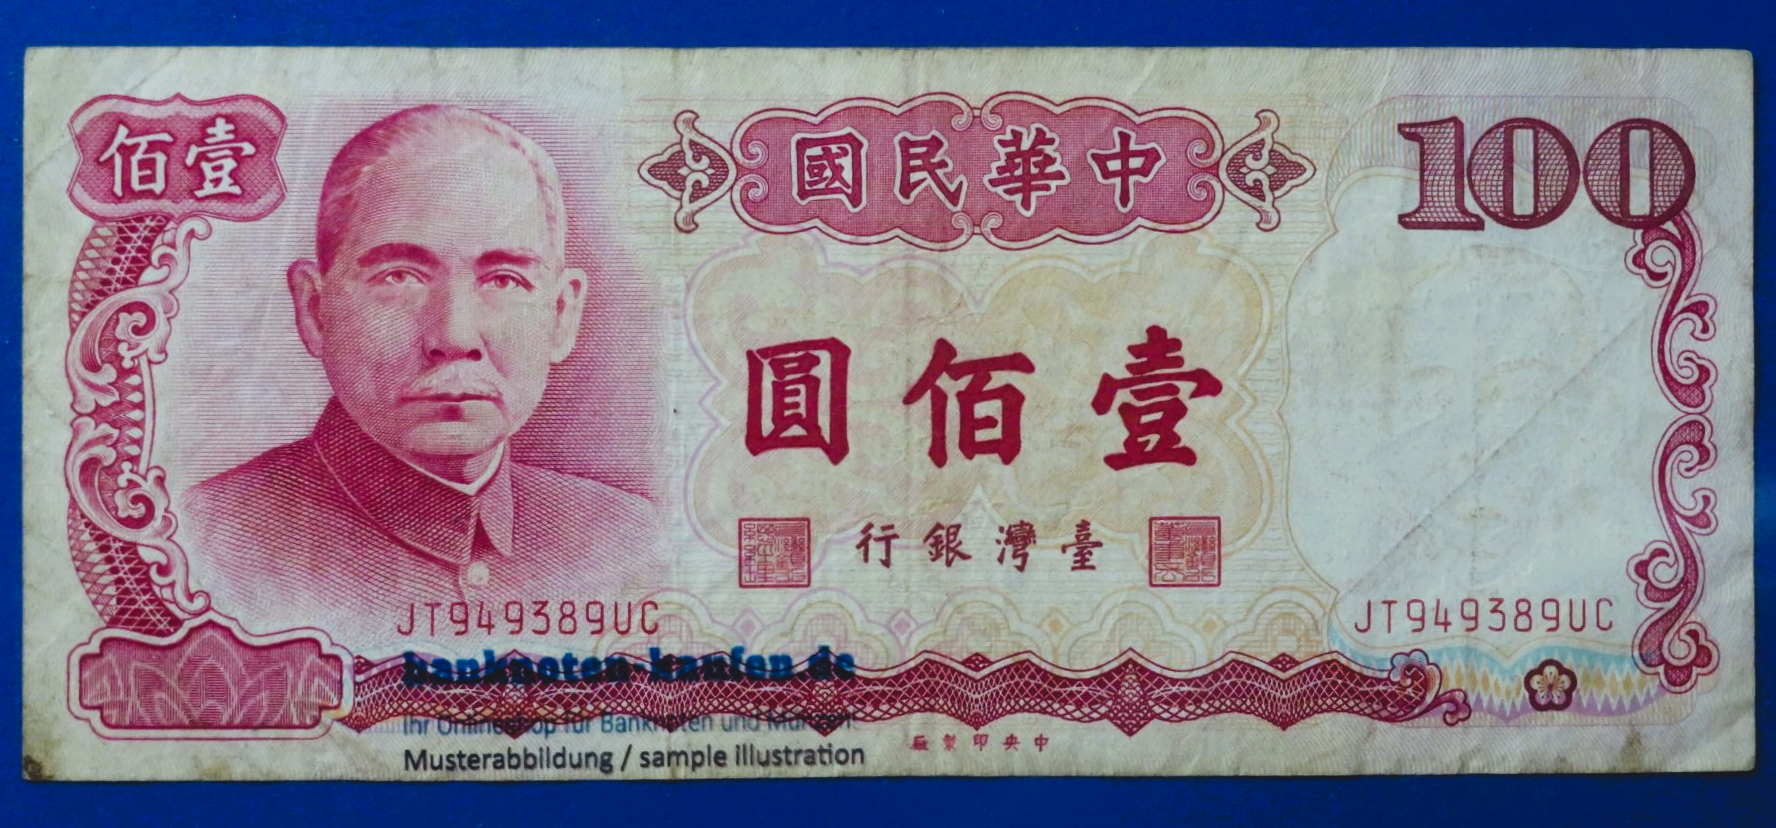 壹佰
中華民國
100
壹佰圓
臺灣銀行
JT949389UC
JT949389UC
banknoten-kaufen.de
Ihr Onlineshop für Banknoten und Münzen!
Musterabbildung / sample illustration
中央印製廠